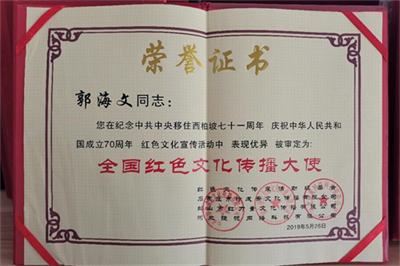 荣誉证书
郭海文同志：
您在纪念中共中央移住西柏坡七十一周年 庆祝中华人民共和
国成立70周年 红色文化宣传活动中 表现优异 被审定为:
全国红色文化传播大使
2019年5月26日